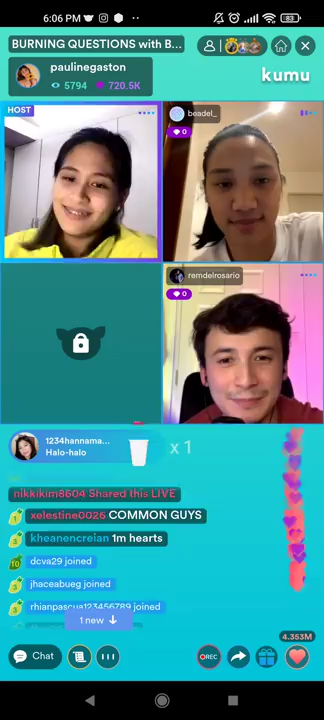 6:06 PM
83
BURNING QUESTIONS with B...
paulinegaston
5794 720.5K
kumu
HOST
beadel_
0
remdelrosario
0
1234hannama...
Halo-halo
x 1
nikkikim8604 Shared this LIVE
xelestine0026 COMMON GUYS
kheanencreian 1m hearts
10 dcva29 joined
jhaceabueg joined
rhianpascua123456789 joined
1 new ↓
4.353M
Chat
REC